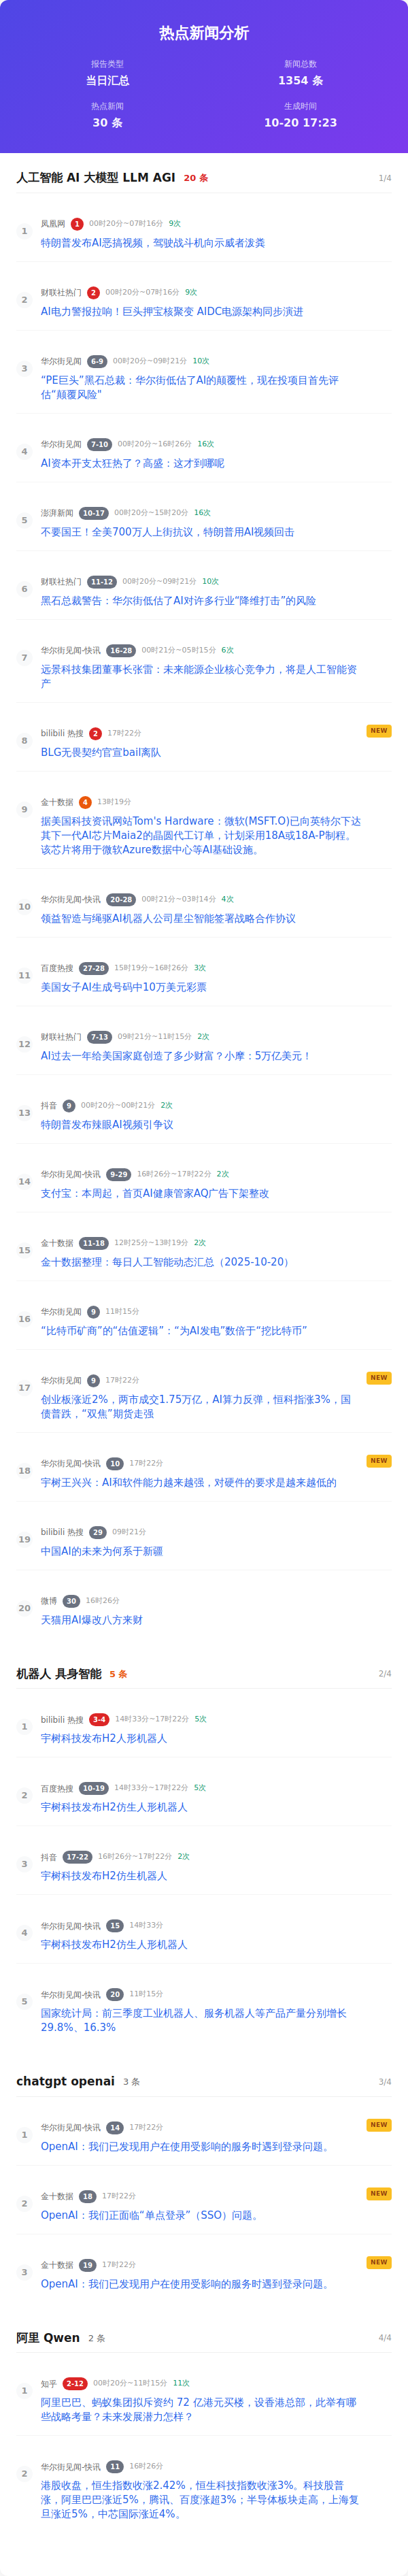 热点新闻分析
报告类型
新闻总数
当日汇总
1354 条
热点新闻
生成时间
30 条
10-20 17:23
人工智能 AI 大模型 LLM AGI 20 条 1/4
1
凤凰网 1 00时20分~07时16分 9次
特朗普发布AI恶搞视频，驾驶战斗机向示威者泼粪
2
财联社热门 2 00时20分~07时16分 9次
AI电力警报拉响！巨头押宝核聚变 AIDC电源架构同步演进
3
华尔街见闻 6-9 00时20分~09时21分 10次
“PE巨头”黑石总裁：华尔街低估了AI的颠覆性，现在投项目首先评
估“颠覆风险"
4
华尔街见闻 7-10 00时20分~16时26分 16次
AI资本开支太狂热了？高盛：这才到哪呢
5
澎湃新闻 10-17 00时20分~15时20分 16次
不要国王！全美700万人上街抗议，特朗普用AI视频回击
6
财联社热门 11-12 00时20分~09时21分 10次
黑石总裁警告：华尔街低估了AI对许多行业“降维打击”的风险
7
华尔街见闻-快讯 16-28 00时21分~05时15分 6次
远景科技集团董事长张雷：未来能源企业核心竞争力，将是人工智能资
产
8
bilibili 热搜 2 17时22分 NEW
BLG无畏契约官宣bail离队
9
金十数据 4 13时19分
据美国科技资讯网站Tom's Hardware：微软(MSFT.O)已向英特尔下达
其下一代AI芯片Maia2的晶圆代工订单，计划采用18A或18A-P制程。
该芯片将用于微软Azure数据中心等AI基础设施。
10
华尔街见闻-快讯 20-28 00时21分~03时14分 4次
领益智造与绳驱AI机器人公司星尘智能签署战略合作协议
11
百度热搜 27-28 15时19分~16时26分 3次
美国女子AI生成号码中10万美元彩票
12
财联社热门 7-13 09时21分~11时15分 2次
AI过去一年给美国家庭创造了多少财富？小摩：5万亿美元！
13
抖音 9 00时20分~00时21分 2次
特朗普发布辣眼AI视频引争议
14
华尔街见闻-快讯 9-29 16时26分~17时22分 2次
支付宝：本周起，首页AI健康管家AQ广告下架整改
15
金十数据 11-18 12时25分~13时19分 2次
金十数据整理：每日人工智能动态汇总（2025-10-20）
16
华尔街见闻 9 11时15分
“比特币矿商”的“估值逻辑”：“为AI发电”数倍于“挖比特币”
17
华尔街见闻 9 17时22分 NEW
创业板涨近2%，两市成交1.75万亿，AI算力反弹，恒科指涨3%，国
债普跌，“双焦”期货走强
18
华尔街见闻-快讯 10 17时22分 NEW
宇树王兴兴：AI和软件能力越来越强，对硬件的要求是越来越低的
19
bilibili 热搜 29 09时21分
中国AI的未来为何系于新疆
20
微博 30 16时26分
天猫用AI爆改八方来财
机器人 具身智能 5 条 2/4
1
bilibili 热搜 3-4 14时33分~17时22分 5次
宇树科技发布H2人形机器人
2
百度热搜 10-19 14时33分~17时22分 5次
宇树科技发布H2仿生人形机器人
3
抖音 17-22 16时26分~17时22分 2次
宇树科技发布H2仿生机器人
4
华尔街见闻-快讯 15 14时33分
宇树科技发布H2仿生人形机器人
5
华尔街见闻-快讯 20 11时15分
国家统计局：前三季度工业机器人、服务机器人等产品产量分别增长
29.8%、16.3%
chatgpt openai 3 条 3/4
1
华尔街见闻-快讯 14 17时22分 NEW
OpenAI：我们已发现用户在使用受影响的服务时遇到登录问题。
2
金十数据 18 17时22分 NEW
OpenAI：我们正面临“单点登录”（SSO）问题。
3
金十数据 19 17时22分 NEW
OpenAI：我们已发现用户在使用受影响的服务时遇到登录问题。
阿里 Qwen 2 条 4/4
1
知乎 2-12 00时20分~11时15分 11次
阿里巴巴、蚂蚁集团拟斥资约 72 亿港元买楼，设香港总部，此举有哪
些战略考量？未来发展潜力怎样？
2
华尔街见闻-快讯 11 16时26分
港股收盘，恒生指数收涨2.42%，恒生科技指数收涨3%。科技股普
涨，阿里巴巴涨近5%，腾讯、百度涨超3%；半导体板块走高，上海复
旦涨近5%，中芯国际涨近4%。